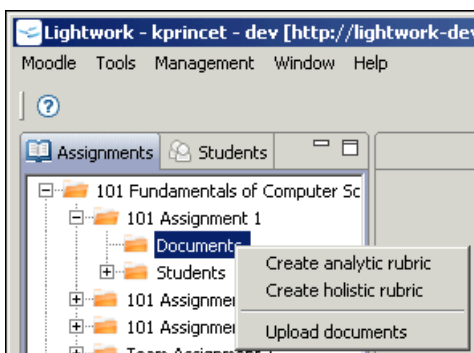 Lightwork - kprincet - dev [http://lightwork-dev
Moodle Tools Management Window Help
Assignments Students
101 Fundamentals of Computer Sc
101 Assignment 1
Documents
Students
Create analytic rubric
Create holistic rubric
Upload documents
101 Assignmen
101 Assignmen